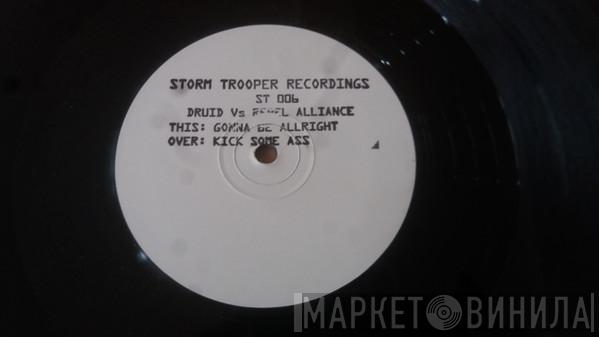 STORM TROOPER RECORDINGS
ST 006
DRUID Vs REBEL ALLIANCE
THIS: GONNA BE ALLRIGHT
OVER: KICK SOME ASS
МАРКЕТ ВИНИЛА